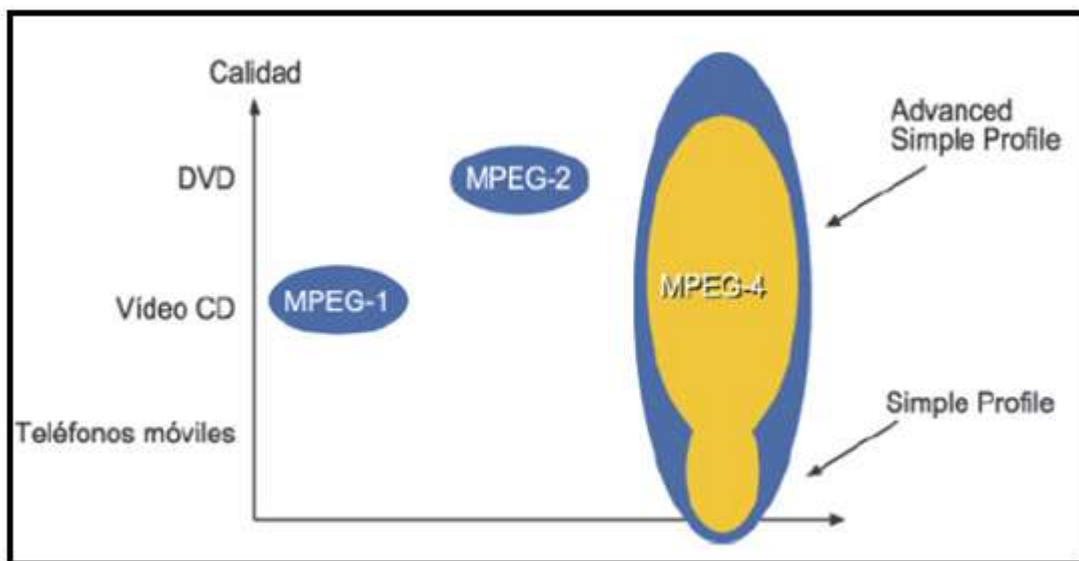 Calidad
Advanced
Simple Profile
DVD
MPEG-2
MPEG-4
Vídeo CD
MPEG-1
Simple Profile
Teléfonos móviles